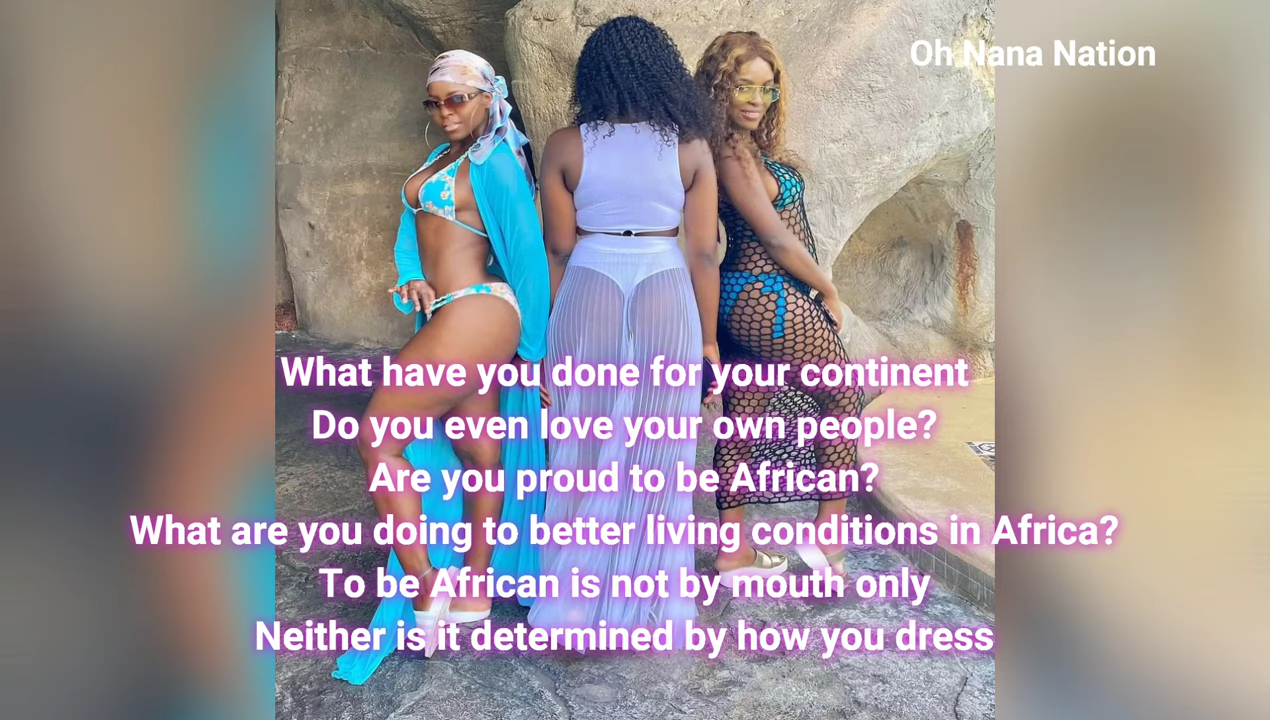 Oh Nana Nation
What have you done for your continent
Do you even love your own people?
Are you proud to be African?
What are you doing to better living conditions in Africa?
To be African is not by mouth only
Neither is it determined by how you dress